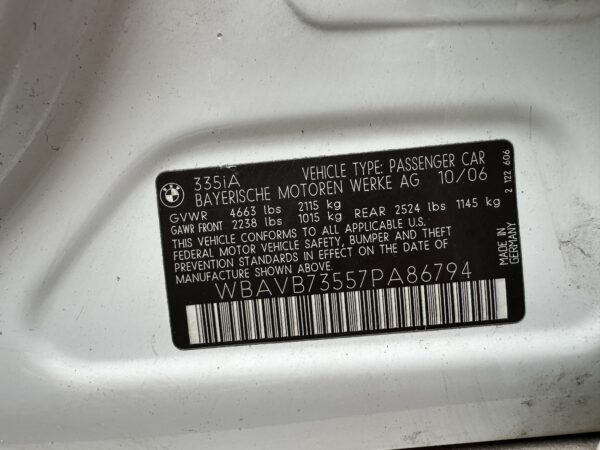 BMW
335iA VEHICLE TYPE: PASSENGER CAR
BAYERISCHE MOTOREN WERKE AG 10/06
GVWR 4663 lbs 2115 kg
GAWR FRONT 2238 lbs 1015 kg REAR 2524 lbs 1145 kg
THIS VEHICLE CONFORMS TO ALL APPLICABLE
FEDERAL MOTOR VEHICLE SAFETY, BUMPER AND THEFT
PREVENTION STANDARDS IN EFFECT ON THE DATE OF
MANUFACTURE SHOWN ABOVE.
WBAVB73557PA86794
MADE IN
GERMANY
2 122 606